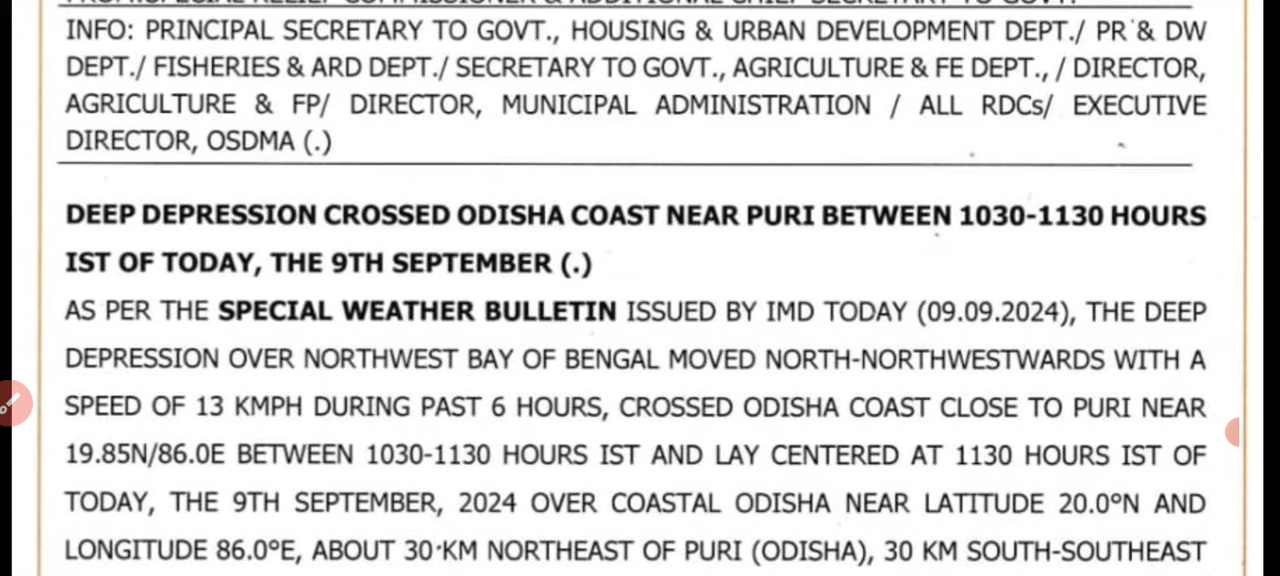 INFO: PRINCIPAL SECRETARY TO GOVT., HOUSING & URBAN DEVELOPMENT DEPT./ PR & DW
DEPT./ FISHERIES & ARD DEPT./ SECRETARY TO GOVT., AGRICULTURE & FE DEPT., / DIRECTOR,
AGRICULTURE & FP/ DIRECTOR, MUNICIPAL ADMINISTRATION / ALL RDCs/ EXECUTIVE
DIRECTOR, OSDMA (.)
DEEP DEPRESSION CROSSED ODISHA COAST NEAR PURI BETWEEN 1030-1130 HOURS
IST OF TODAY, THE 9TH SEPTEMBER (.)
AS PER THE SPECIAL WEATHER BULLETIN ISSUED BY IMD TODAY (09.09.2024), THE DEEP
DEPRESSION OVER NORTHWEST BAY OF BENGAL MOVED NORTH-NORTHWESTWARDS WITH A
SPEED OF 13 KMPH DURING PAST 6 HOURS, CROSSED ODISHA COAST CLOSE TO PURI NEAR
19.85N/86.0E BETWEEN 1030-1130 HOURS IST AND LAY CENTERED AT 1130 HOURS IST OF
TODAY, THE 9TH SEPTEMBER, 2024 OVER COASTAL ODISHA NEAR LATITUDE 20.0°N AND
LONGITUDE 86.0°E, ABOUT 30 KM NORTHEAST OF PURI (ODISHA), 30 KM SOUTH-SOUTHEAST